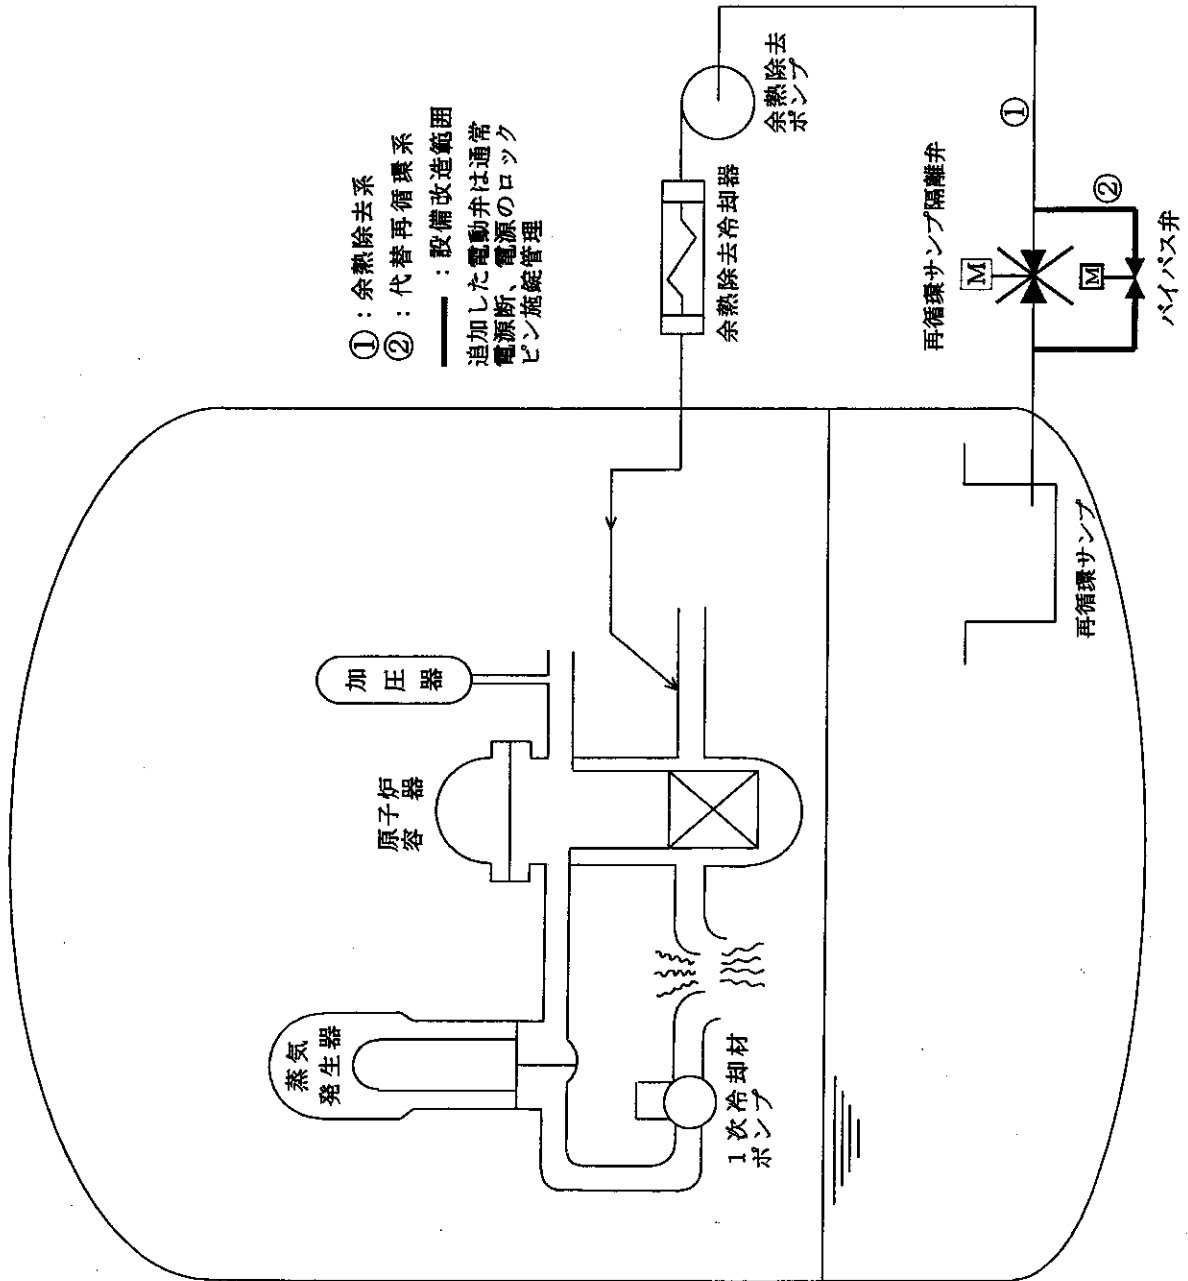 ①：余熱除去系
②：代替再循環系
：設備改造範囲
追加した電動弁は通常
電源断、電源のロック
ピン施錠管理
加圧器
原子炉
容器
蒸気
発生器
1次冷却材
ポンプ
余熱除去冷却器
余熱除去
ポンプ
①
再循環サンプ隔離弁
M
②
M
バイパス弁
再循環サンプ